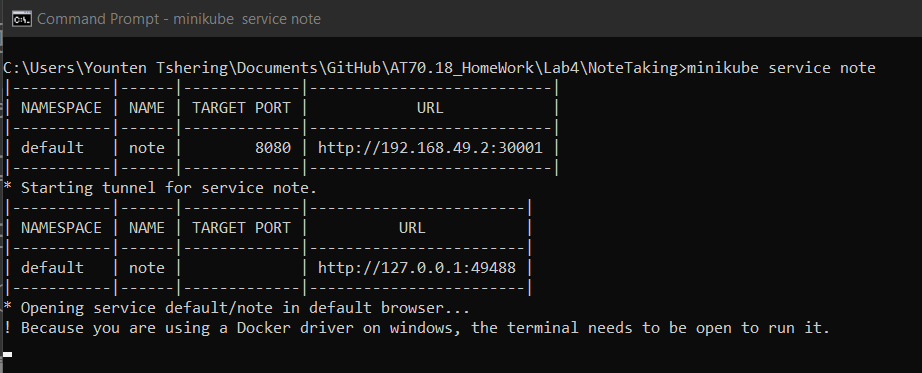 Command Prompt - minikube  service note
C:\Users\Younten Tshering\Documents\GitHub\AT70.18_HomeWork\Lab4\NoteTaking>minikube service note
|-----------|------|-------------|---------------------------|
| NAMESPACE | NAME | TARGET PORT |            URL            |
|-----------|------|-------------|---------------------------|
| default   | note |        8080 | http://192.168.49.2:30001 |
|-----------|------|-------------|---------------------------|
* Starting tunnel for service note.
|-----------|------|-------------|------------------------|
| NAMESPACE | NAME | TARGET PORT |          URL           |
|-----------|------|-------------|------------------------|
| default   | note |             | http://127.0.0.1:49488 |
|-----------|------|-------------|------------------------|
* Opening service default/note in default browser...
! Because you are using a Docker driver on windows, the terminal needs to be open to run it.